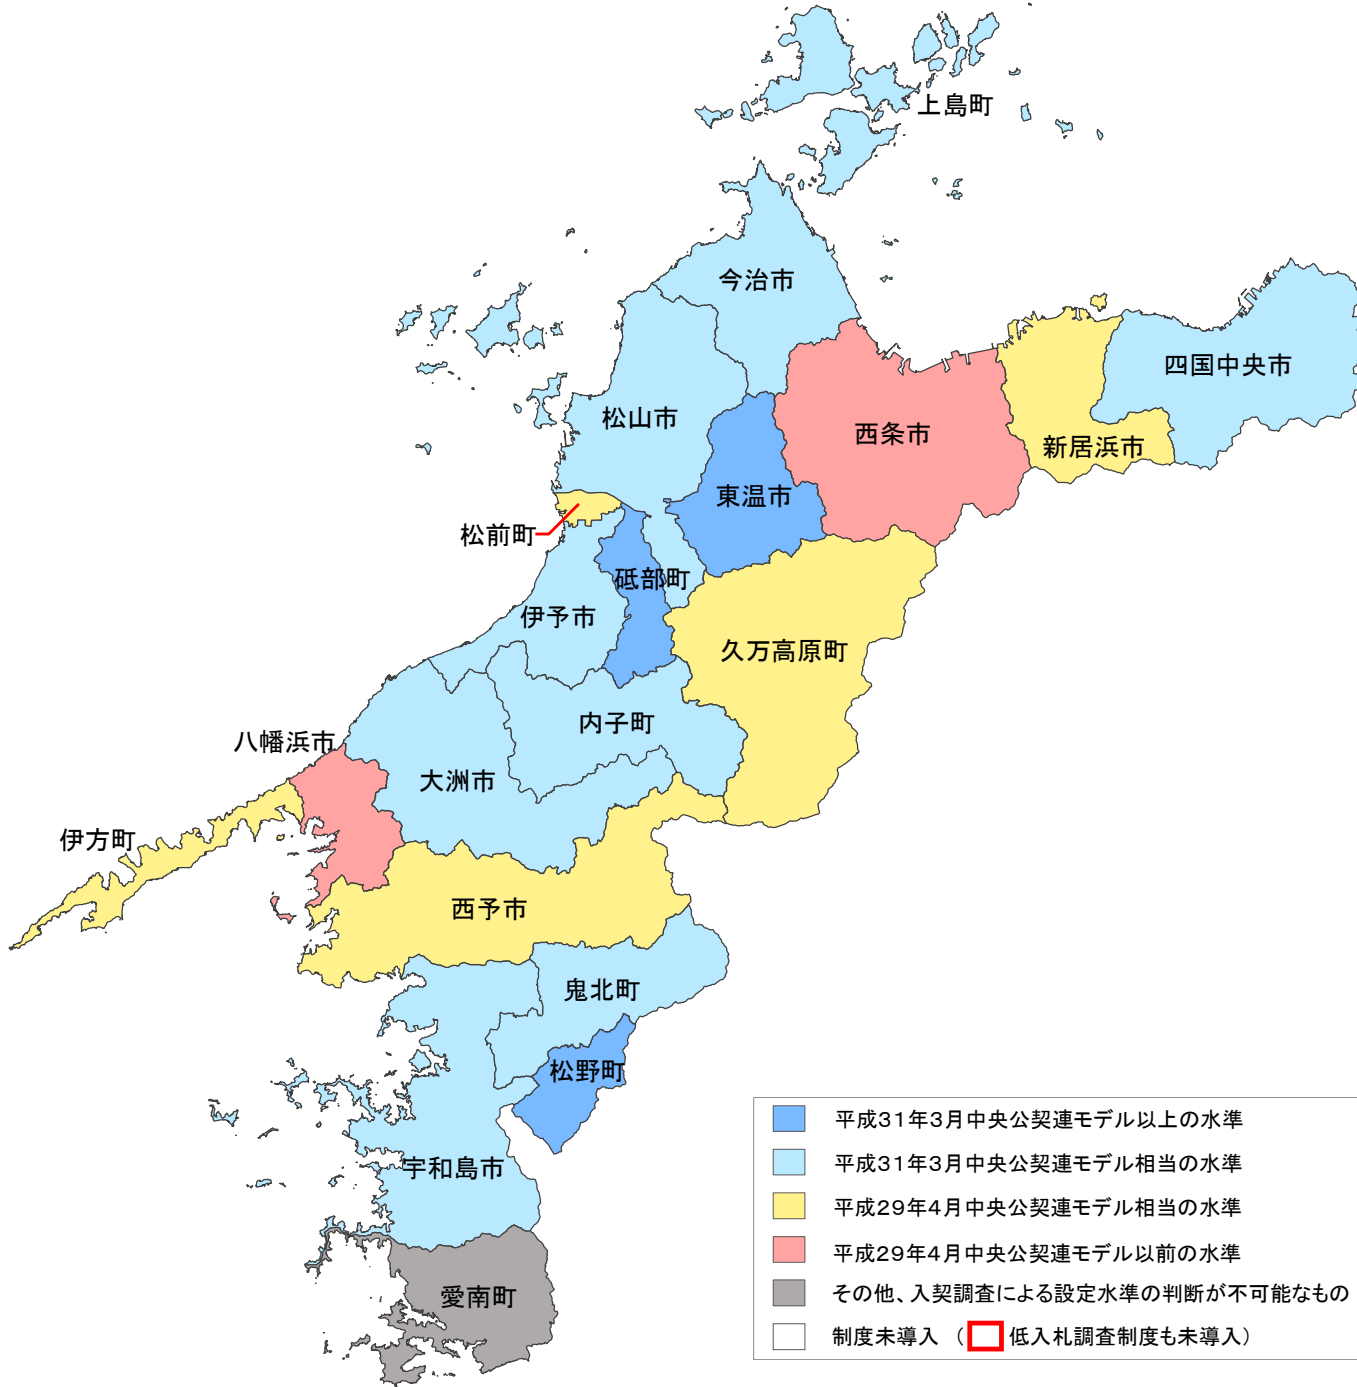 上島町
今治市
四国中央市
松山市
西条市
新居浜市
東温市
松前町
砥部町
伊予市
久万高原町
内子町
八幡浜市
大洲市
伊方町
西予市
鬼北町
松野町
宇和島市
愛南町
平成31年3月中央公契連モデル以上の水準
平成31年3月中央公契連モデル相当の水準
平成29年4月中央公契連モデル相当の水準
平成29年4月中央公契連モデル以前の水準
その他、入契調査による設定水準の判断が不可能なもの
制度未導入 ( 低入札調査制度も未導入)